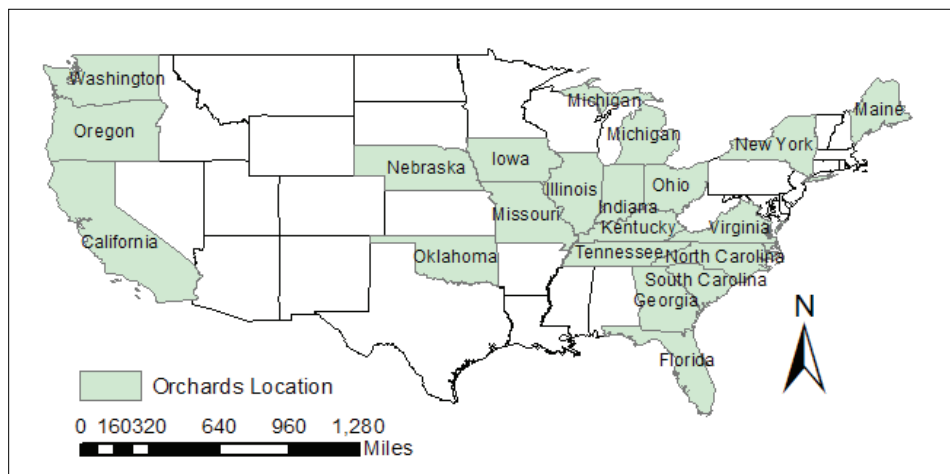 Washington
Michigan
Maine
Oregon
Michigan
New York
Nebraska
Iowa
Illinois
Indiana
Ohio
Missouri
Kentucky
Virginia
California
Oklahoma
Tennessee
North Carolina
South Carolina
Georgia
N
Florida
Orchards Location
0 160320 640 960 1,280
Miles